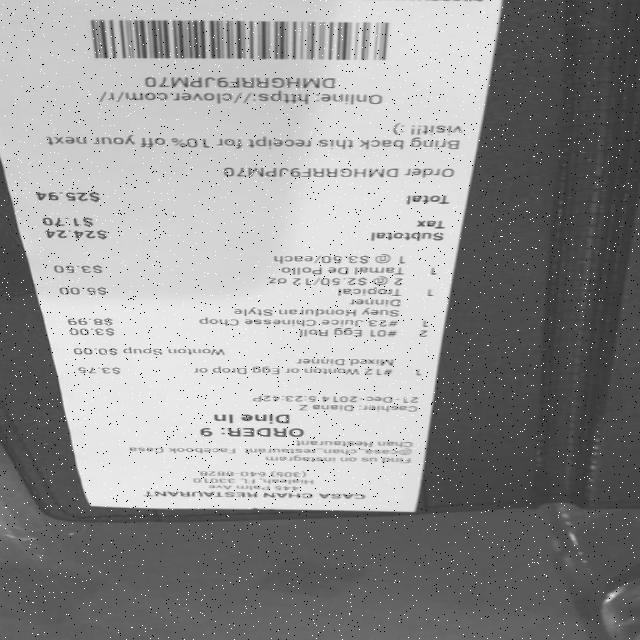 CASA CHAN RESTAURANT
445 Palm Ave
Hialeah, FL 33010
(305) 640-8828
Find us on Instagram
@casa_chan_restaurant Facebook Casa
Chan Restaurant
ORDER: 9
Dine In
Cashier: Diana Z
21-Dec-2014 5:23:42P
1 #12 Wonton or Egg Drop or $3.75
Mixed Dinner
Wonton Soup $0.00
2 #01 Egg Roll $3.00
1 #23 Juice Chinesse Chop $8.99
Suey Honduran-Style
Dinner
1 Tropical $5.00
2 @ $2.50/12 oz
1 Tamal De Pollo $3.50
1 @ $3.50/each
Subtotal $24.24
Tax $1.70
Total $25.94
Order DMHGRRF9JPM70
Bring back this receipt for 10% off your next
visit!! :)
Online: https://clover.com/r/
DMHGRRF9JPM70